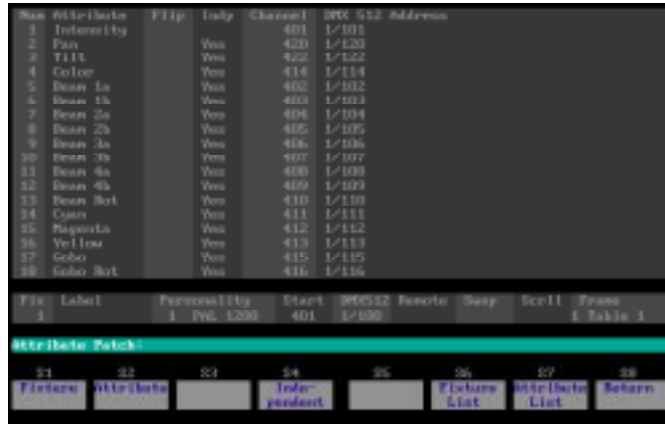 Num Attribute Flip Indp Channel DMX 512 Address
1 Intensity 401 1/101
2 Pan Yes 420 1/120
3 Tilt Yes 422 1/122
4 Color Yes 414 1/114
5 Beam 1a Yes 402 1/102
6 Beam 1b Yes 403 1/103
7 Beam 2a Yes 404 1/104
8 Beam 2b Yes 405 1/105
9 Beam 3a Yes 406 1/106
10 Beam 3b Yes 407 1/107
11 Beam 4a Yes 408 1/108
12 Beam 4b Yes 409 1/109
13 Beam Rot Yes 410 1/110
14 Cyan Yes 411 1/111
15 Magenta Yes 412 1/112
16 Yellow Yes 413 1/113
17 Gobo Yes 415 1/115
18 Gobo Rot Yes 416 1/116
Fix Label Personality Start DMX512 Remote Swap Scrll Frame
1 1 PAL 1200 401 1/100 1 Table 1
Attribute Patch:
S1 S2 S3 S4 S5 S6 S7 S8
Fixture Attribute Inde- Fixture Attribute Return
pendent List List